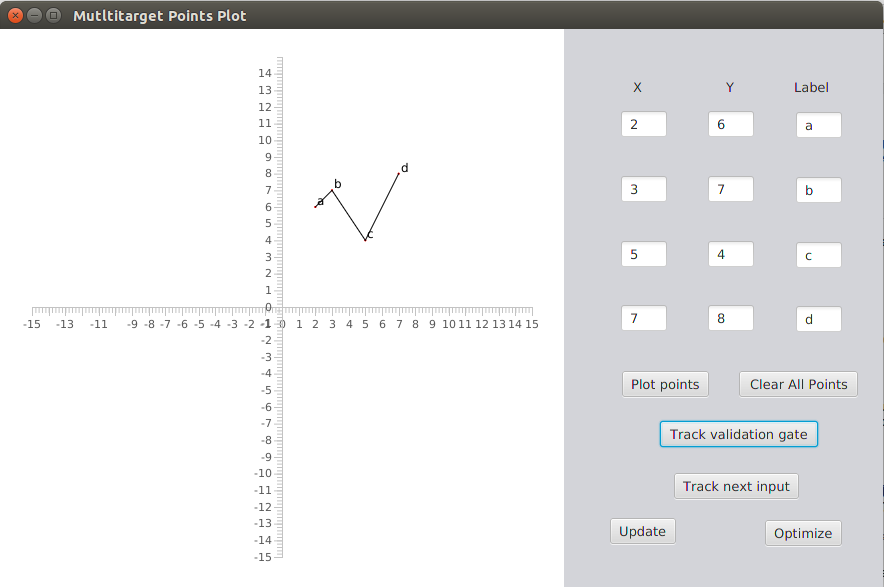 Mutltitarget Points Plot
14
13
12
11
10
9
8
7
6
5
4
3
2
1
0
-1
-2
-3
-4
-5
-6
-7
-8
-9
-10
-11
-12
-13
-14
-15
-15 -13 -11 -9 -8 -7 -6 -5 -4 -3 -2 -1 0 1 2 3 4 5 6 7 8 9 10 11 12 13 14 15
a
b
c
d
X Y Label
2 6 a
3 7 b
5 4 c
7 8 d
Plot points Clear All Points
Track validation gate
Track next input
Update Optimize